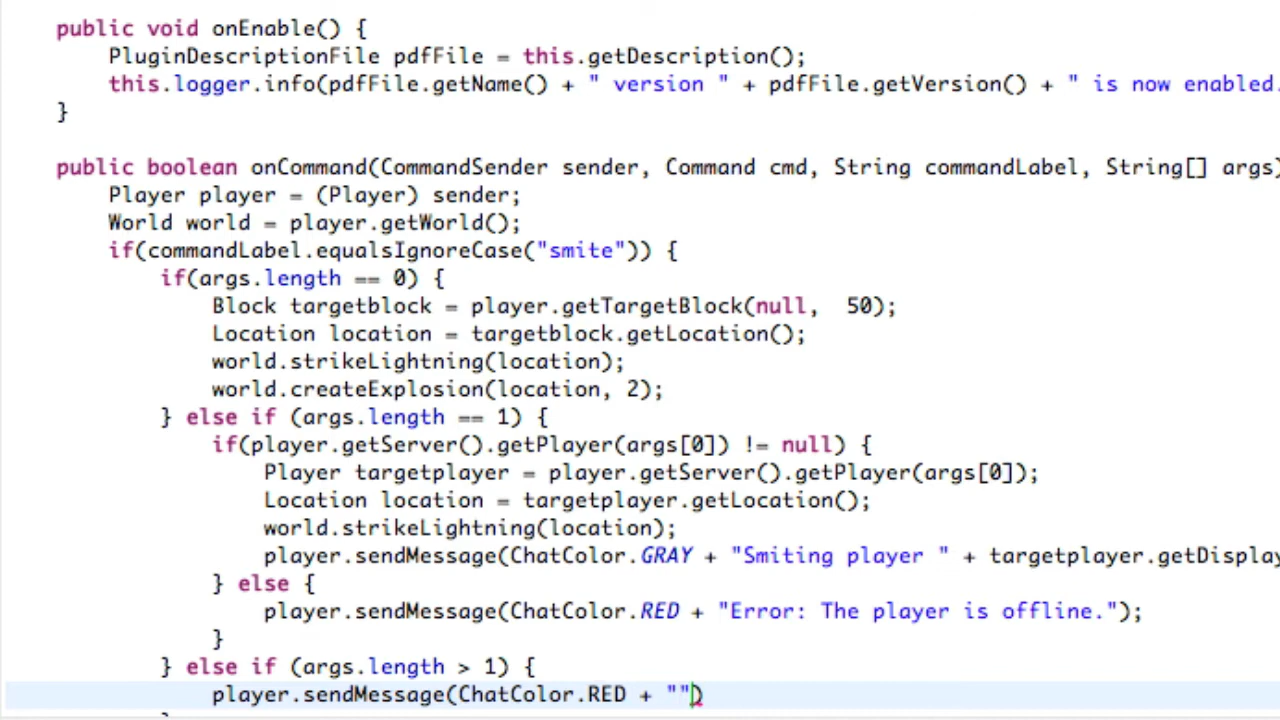 public void onEnable() {
PluginDescriptionFile pdfFile = this.getDescription();
this.logger.info(pdfFile.getName() + " version " + pdfFile.getVersion() + " is now enabled.
}
public boolean onCommand(CommandSender sender, Command cmd, String commandLabel, String[] args)
Player player = (Player) sender;
World world = player.getWorld();
if(commandLabel.equalsIgnoreCase("smite")) {
if(args.length == 0) {
Block targetblock = player.getTargetBlock(null,  50);
Location location = targetblock.getLocation();
world.strikeLightning(location);
world.createExplosion(location, 2);
} else if (args.length == 1) {
if(player.getServer().getPlayer(args[0]) != null) {
Player targetplayer = player.getServer().getPlayer(args[0]);
Location location = targetplayer.getLocation();
world.strikeLightning(location);
player.sendMessage(ChatColor.GRAY + "Smiting player " + targetplayer.getDisplay
} else {
player.sendMessage(ChatColor.RED + "Error: The player is offline.");
}
} else if (args.length > 1) {
player.sendMessage(ChatColor.RED + "")